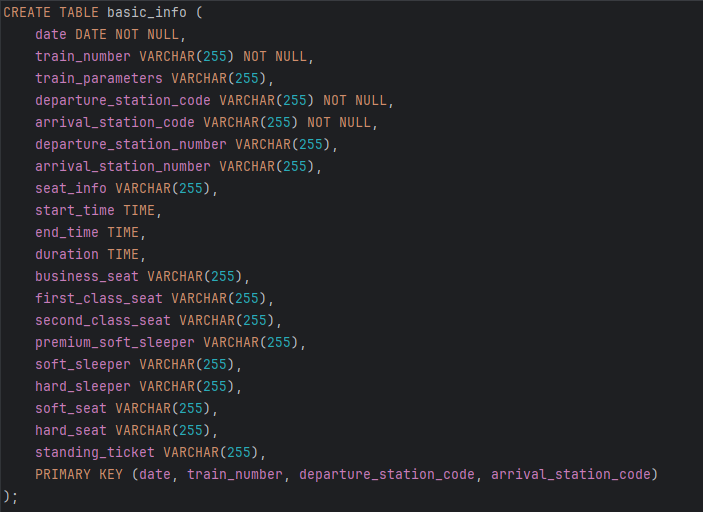 CREATE TABLE basic_info (
    date DATE NOT NULL,
    train_number VARCHAR(255) NOT NULL,
    train_parameters VARCHAR(255),
    departure_station_code VARCHAR(255) NOT NULL,
    arrival_station_code VARCHAR(255) NOT NULL,
    departure_station_number VARCHAR(255),
    arrival_station_number VARCHAR(255),
    seat_info VARCHAR(255),
    start_time TIME,
    end_time TIME,
    duration TIME,
    business_seat VARCHAR(255),
    first_class_seat VARCHAR(255),
    second_class_seat VARCHAR(255),
    premium_soft_sleeper VARCHAR(255),
    soft_sleeper VARCHAR(255),
    hard_sleeper VARCHAR(255),
    soft_seat VARCHAR(255),
    hard_seat VARCHAR(255),
    standing_ticket VARCHAR(255),
    PRIMARY KEY (date, train_number, departure_station_code, arrival_station_code)
);